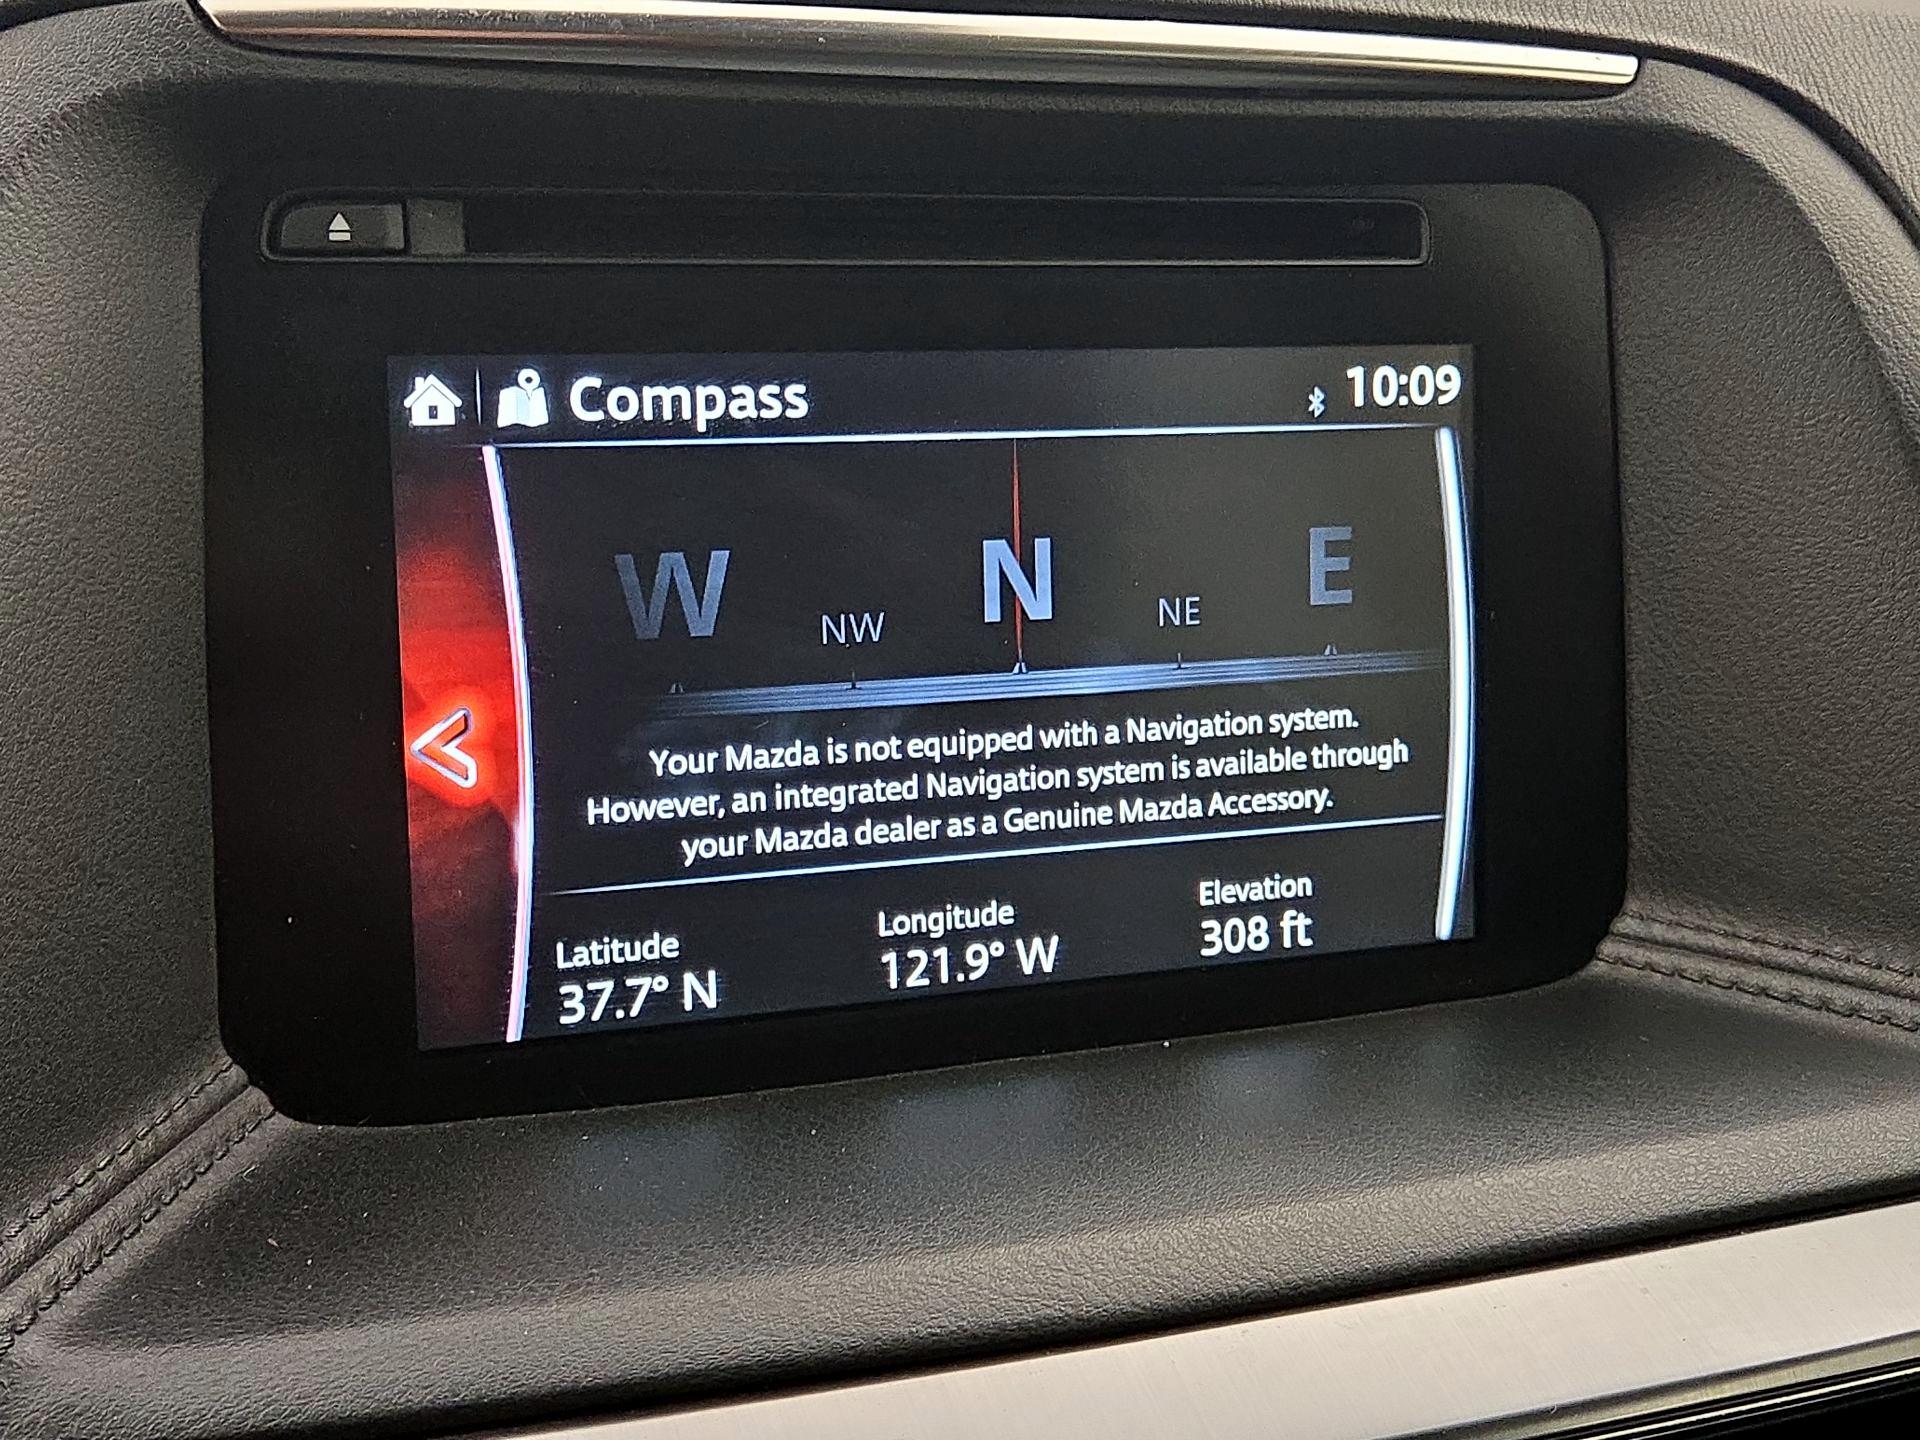 Compass
10:09
W NW N NE E
Your Mazda is not equipped with a Navigation system.
However, an integrated Navigation system is available through
your Mazda dealer as a Genuine Mazda Accessory.
Latitude Longitude Elevation
37.7° N 121.9° W 308 ft